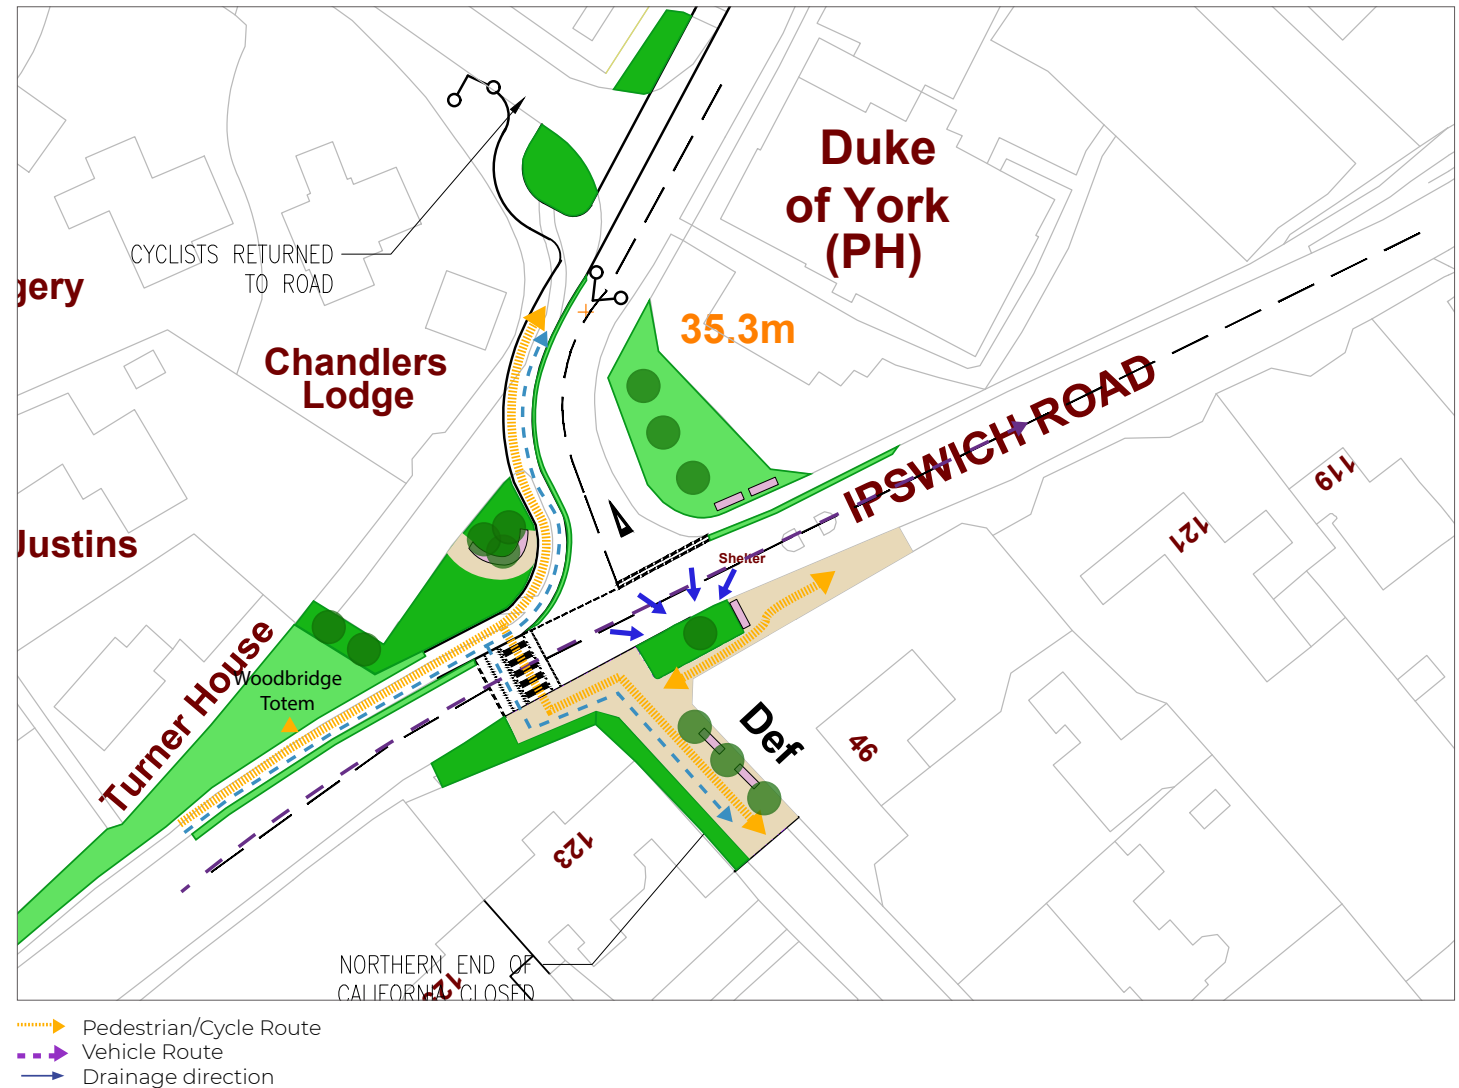 Duke
of York
(PH)
CYCLISTS RETURNED
TO ROAD
gery
35.3m
Chandlers
Lodge
IPSWICH ROAD
119
121
Justins
Shelter
Turner House
Woodbridge
Totem
Def
46
123
NORTHERN END OF
CALIFORNIA CLOSED
Pedestrian/Cycle Route
Vehicle Route
Drainage direction